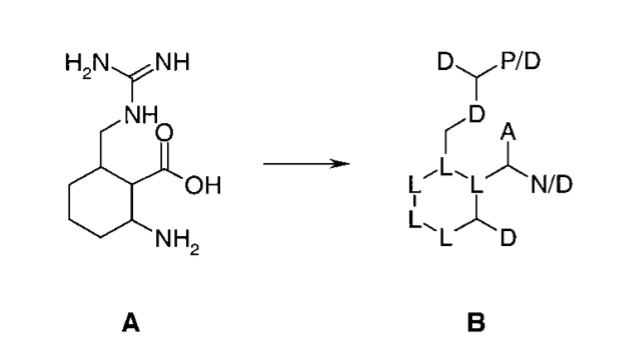 H₂N NH D P/D
NH D
O A
OH L L L N/D
NH₂ L L D
A B